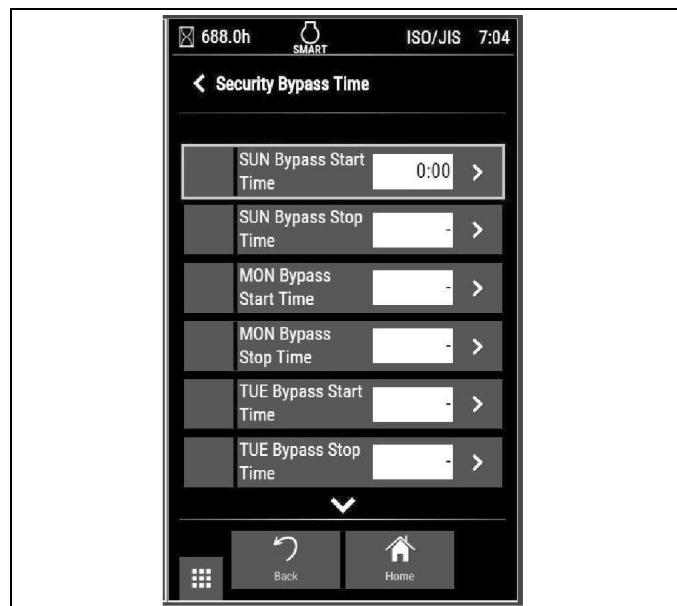 688.0h SMART ISO/JIS 7:04
Security Bypass Time
SUN Bypass Start
Time
0:00
SUN Bypass Stop
Time
-
MON Bypass
Start Time
-
MON Bypass
Stop Time
-
TUE Bypass Start
Time
-
TUE Bypass Stop
Time
-
Back Home